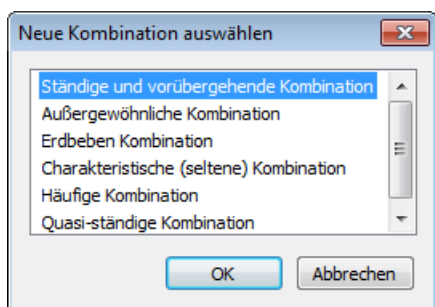 Neue Kombination auswählen
Ständige und vorübergehende Kombination
Außergewöhnliche Kombination
Erdbeben Kombination
Charakteristische (seltene) Kombination
Häufige Kombination
Quasi-ständige Kombination
OK
Abbrechen